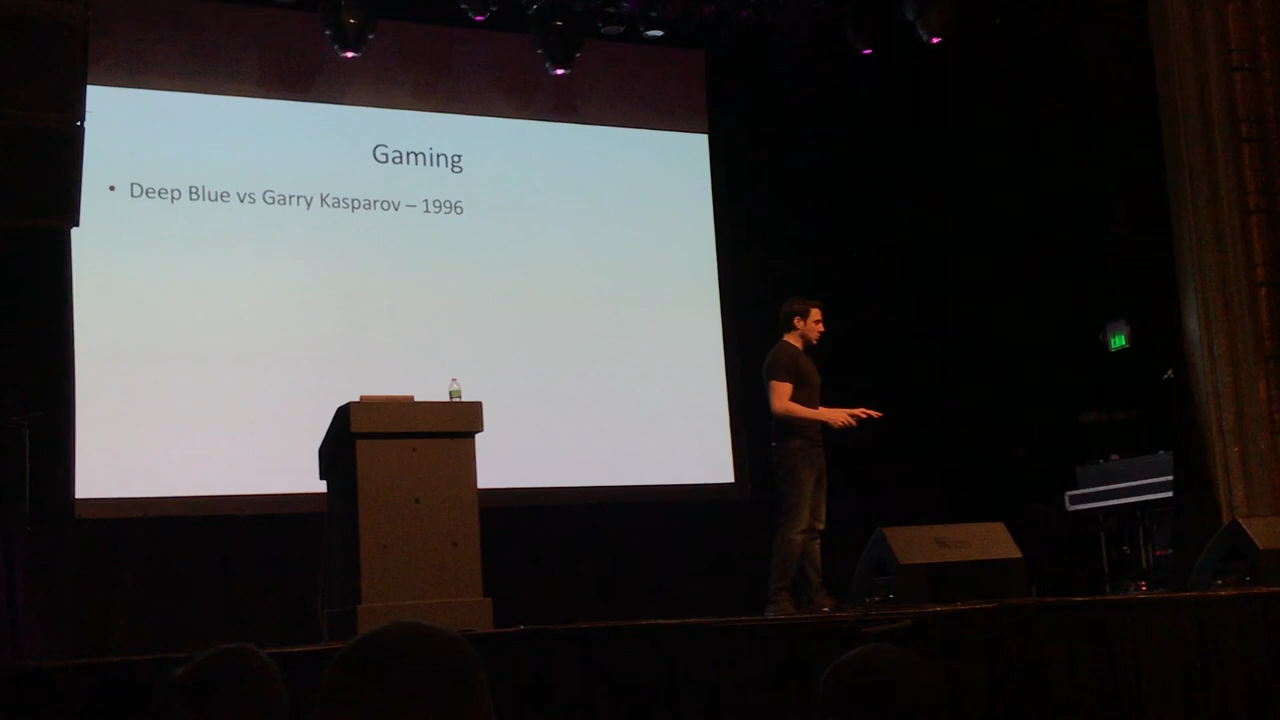 Gaming
• Deep Blue vs Garry Kasparov – 1996